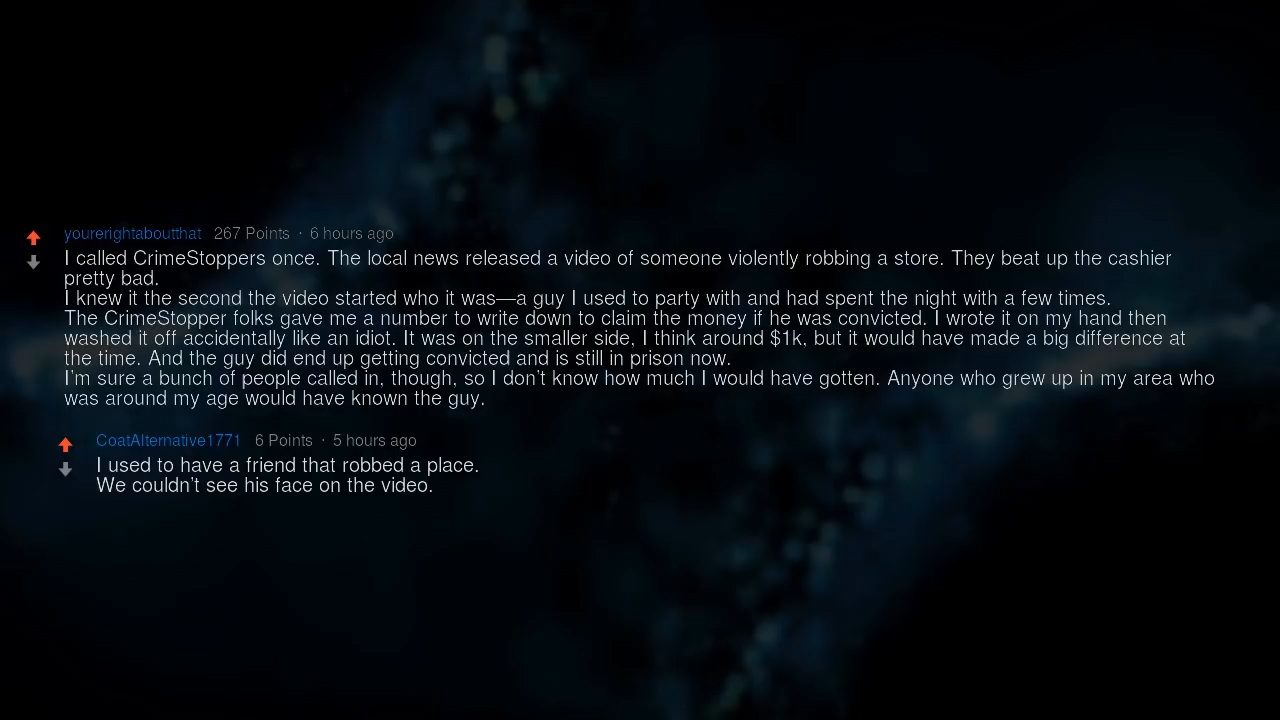 yourerightaboutthat 267 Points · 6 hours ago
I called CrimeStoppers once. The local news released a video of someone violently robbing a store. They beat up the cashier
pretty bad.
I knew it the second the video started who it was—a guy I used to party with and had spent the night with a few times.
The CrimeStopper folks gave me a number to write down to claim the money if he was convicted. I wrote it on my hand then
washed it off accidentally like an idiot. It was on the smaller side, I think around $1k, but it would have made a big difference at
the time. And the guy did end up getting convicted and is still in prison now.
I'm sure a bunch of people called in, though, so I don't know how much I would have gotten. Anyone who grew up in my area who
was around my age would have known the guy.
CoatAlternative1771 6 Points · 5 hours ago
I used to have a friend that robbed a place.
We couldn't see his face on the video.